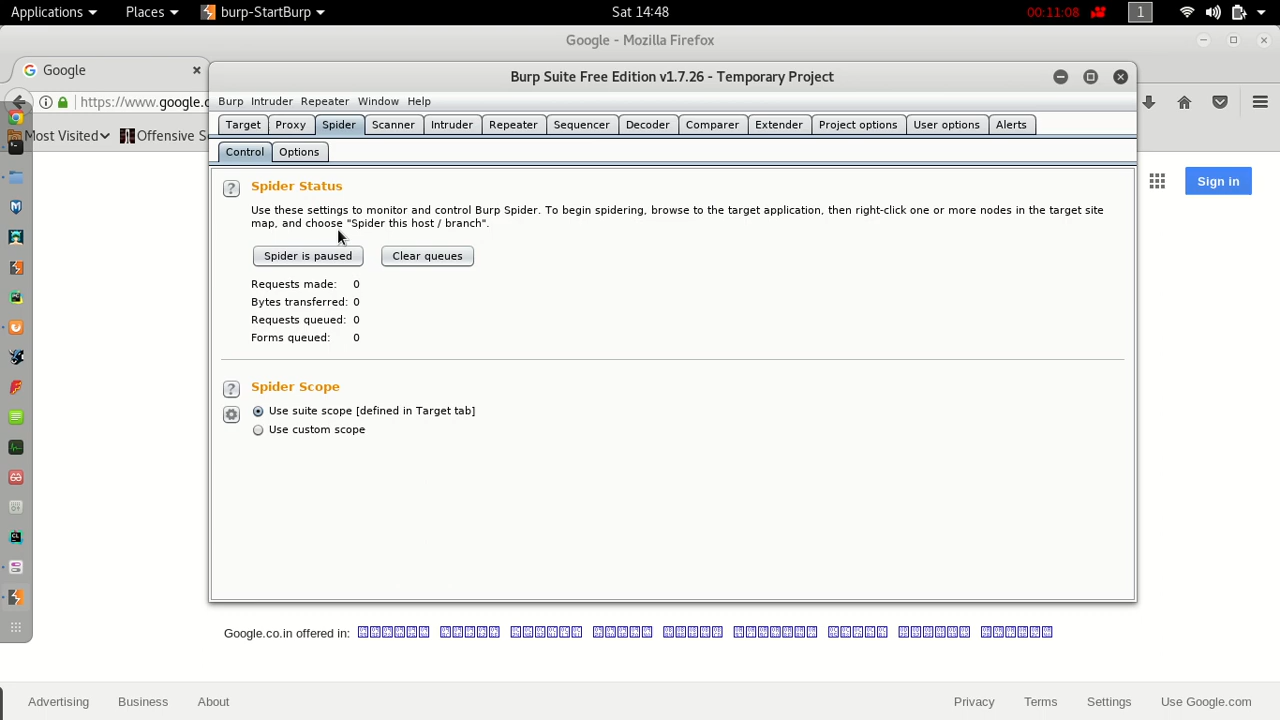 Applications Places burp-StartBurp Sat 14:48 00:11:08 1
Google - Mozilla Firefox
Google
Burp Suite Free Edition v1.7.26 - Temporary Project
https://www.google.c
Burp Intruder Repeater Window Help
Most Visited Offensive S
Target Proxy Spider Scanner Intruder Repeater Sequencer Decoder Comparer Extender Project options User options Alerts
Control Options
Sign in
? Spider Status
Use these settings to monitor and control Burp Spider. To begin spidering, browse to the target application, then right-click one or more nodes in the target site
map, and choose "Spider this host / branch".
Spider is paused Clear queues
Requests made: 0
Bytes transferred: 0
Requests queued: 0
Forms queued: 0
? Spider Scope
Use suite scope [defined in Target tab]
Use custom scope
Google.co.in offered in:
Advertising Business About Privacy Terms Settings Use Google.com